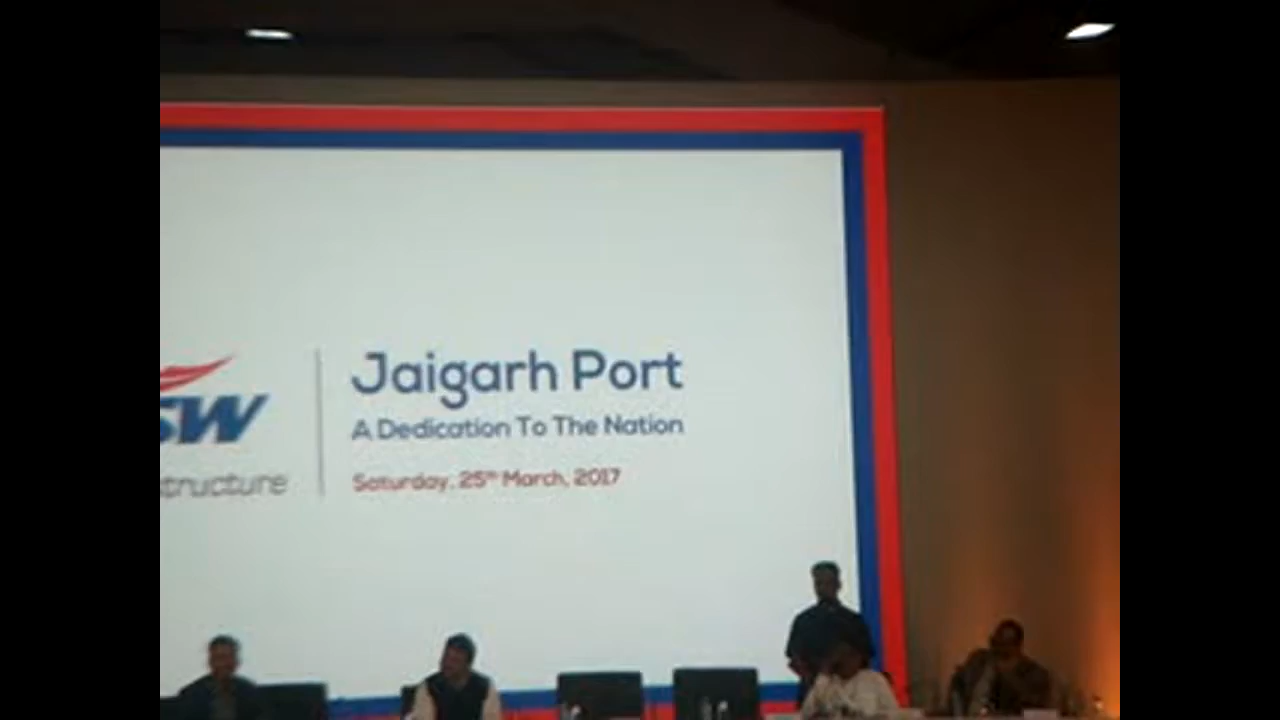 SW
Jaigarh Port
A Dedication To The Nation
structure
Saturday, 25th March, 2017